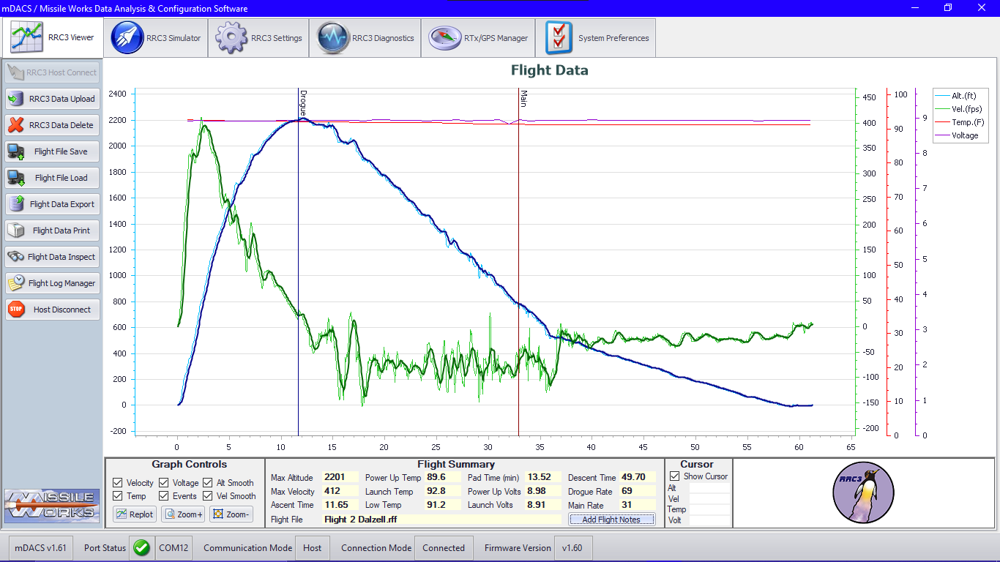 mDACS / Missile Works Data Analysis & Configuration Software
RRC3 Viewer
RRC3 Simulator
RRC3 Settings
RRC3 Diagnostics
RTx/GPS Manager
System Preferences
RRC3 Host Connect
RRC3 Data Upload
RRC3 Data Delete
Flight File Save
Flight File Load
Flight Data Export
Flight Data Print
Flight Data Inspect
Flight Log Manager
STOP
Host Disconnect
MISSILE
WORKS
Flight Data
2400
2200
2000
1800
1600
1400
1200
1000
800
600
400
200
0
-200
Drogue
Main
450
400
350
300
250
200
150
100
50
0
-50
-100
-150
-200
100
90
80
70
60
50
40
30
20
10
0
9
8
7
6
5
4
3
2
1
0
Alt.(ft)
Vel.(fps)
Temp.(F)
Voltage
0 5 10 15 20 25 30 35 40 45 50 55 60 65
Graph Controls
Velocity Voltage Alt Smooth
Temp Events Vel Smooth
Replot Zoom+ Zoom-
Flight Summary
Max Altitude 2201 Power Up Temp 89.6 Pad Time (min) 13.52 Descent Time 49.70
Max Velocity 412 Launch Temp 92.8 Power Up Volts 8.98 Drogue Rate 69
Ascent Time 11.65 Low Temp 91.2 Launch Volts 8.91 Main Rate 31
Flight File Flight 2 Dalzell.rff Add Flight Notes
Cursor
Show Cursor
Alt
Vel
Temp
Volt
RRC3
mDACS v1.61 Port Status COM12 Communication Mode Host Connection Mode Connected Firmware Version v1.60